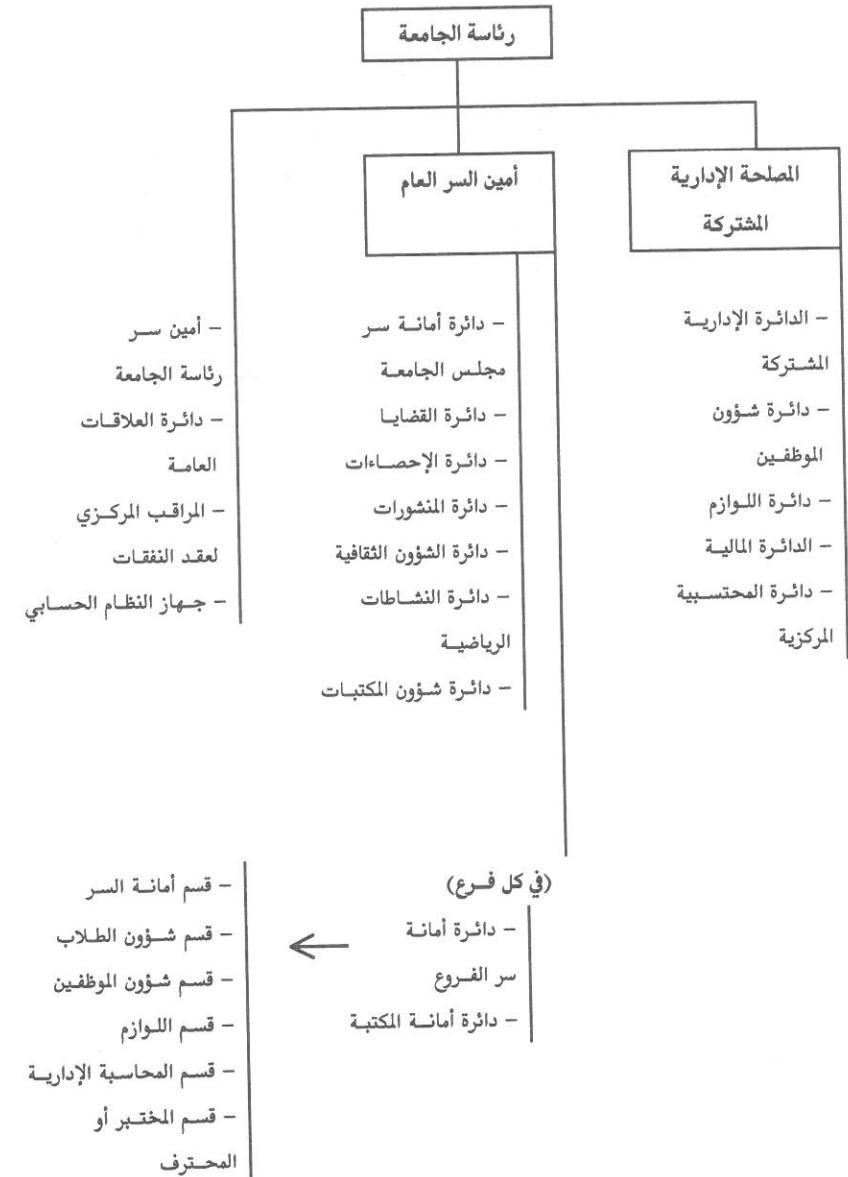 رئاسة الجامعة
المصلحة الإدارية
المشتركة
– الدائرة الإدارية
المشتركة
– دائرة شؤون
الموظفين
– دائرة اللوازم
– الدائرة المالية
– دائرة المحتسبية
المركزية
أمين السر العام
– دائرة أمانة سر
مجلس الجامعة
– دائرة القضايا
– دائرة الإحصاءات
– دائرة المنشورات
– دائرة الشؤون الثقافية
– دائرة النشاطات
الرياضية
– دائرة شؤون المكتبات
– أمين سر
رئاسة الجامعة
– دائرة العلاقات
العامة
– المراقب المركزي
لعقد النفقات
– جهاز النظام الحسابي
(في كل فرع)
– دائرة أمانة
سر الفروع
– دائرة أمانة المكتبة
– قسم أمانة السر
– قسم شؤون الطلاب
– قسم شؤون الموظفين
– قسم اللوازم
– قسم المحاسبة الإدارية
– قسم المختبر أو
المحترف